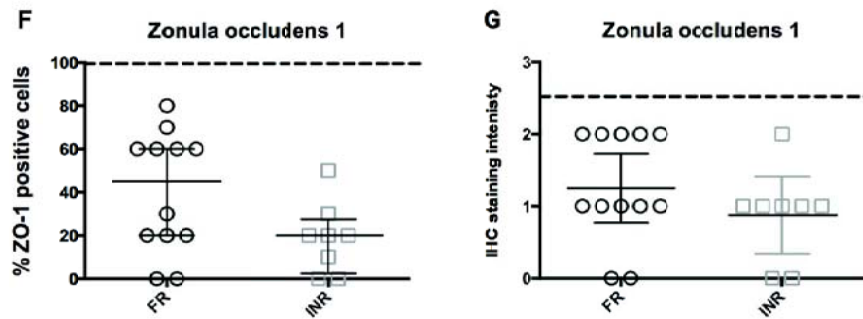 F
Zonula occludens 1
% ZO-1 positive cells
100
80
60
40
20
0
FR
INR
G
Zonula occludens 1
IHC staining intenisty
3
2
1
0
FR
INR